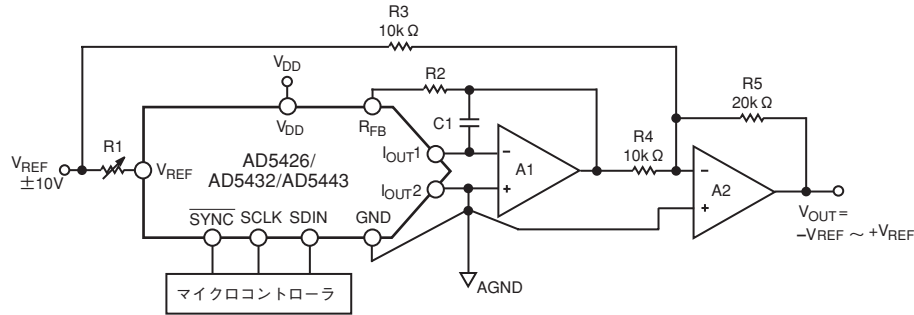 R3
10kΩ
V_DD
R2
R5
20kΩ
R1
V_DD
R_FB
C1
I_OUT1
A1
R4
10kΩ
V_REF
±10V
V_REF
AD5426/
AD5432/AD5443
I_OUT2
A2
SYNC SCLK SDIN GND
V_OUT =
−V_REF ～ +V_REF
AGND
マイクロコントローラ